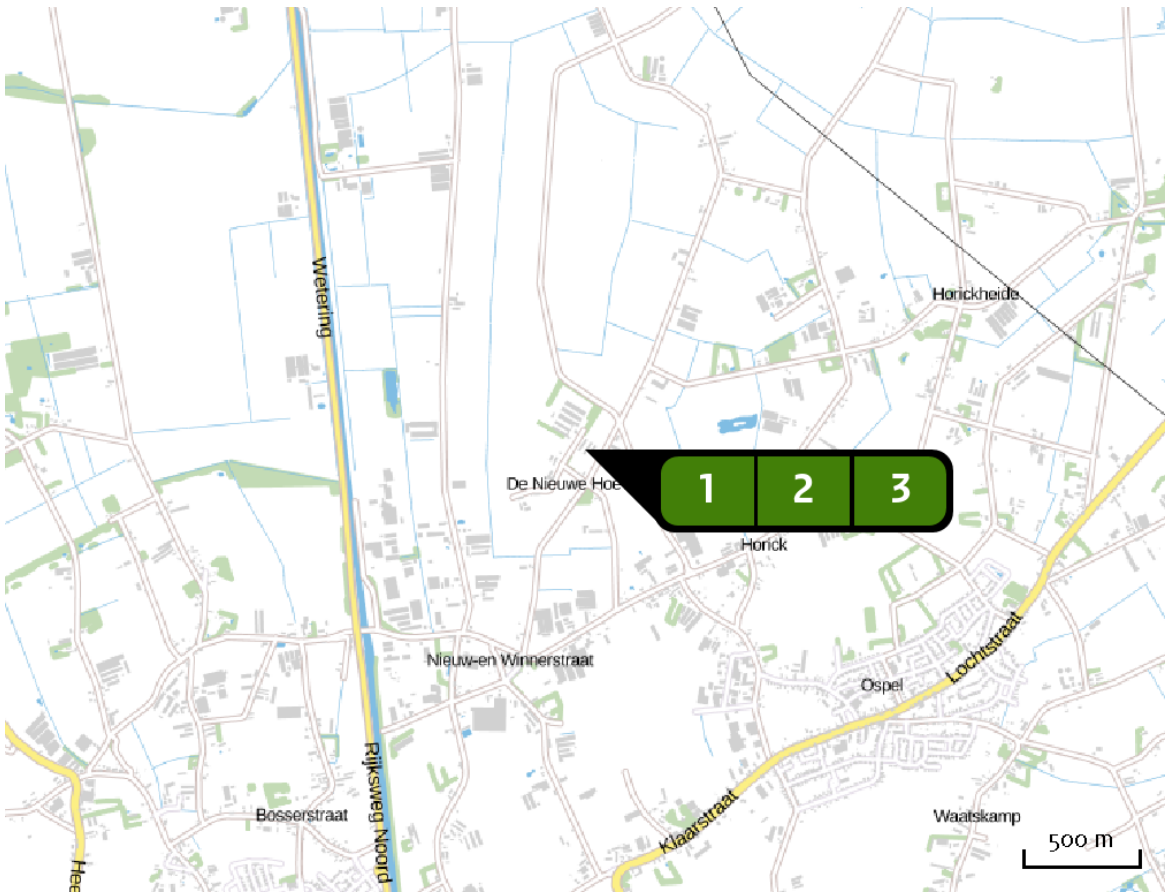 Wetering
Horickheide
De Nieuwe Hoe
1 2 3
Horick
Nieuw-en Winnerstraat
Lochtstraat
Ospel
Rijksweg Noord
Klaarstraat
Bosserstraat
Waatskamp
500 m
Hee